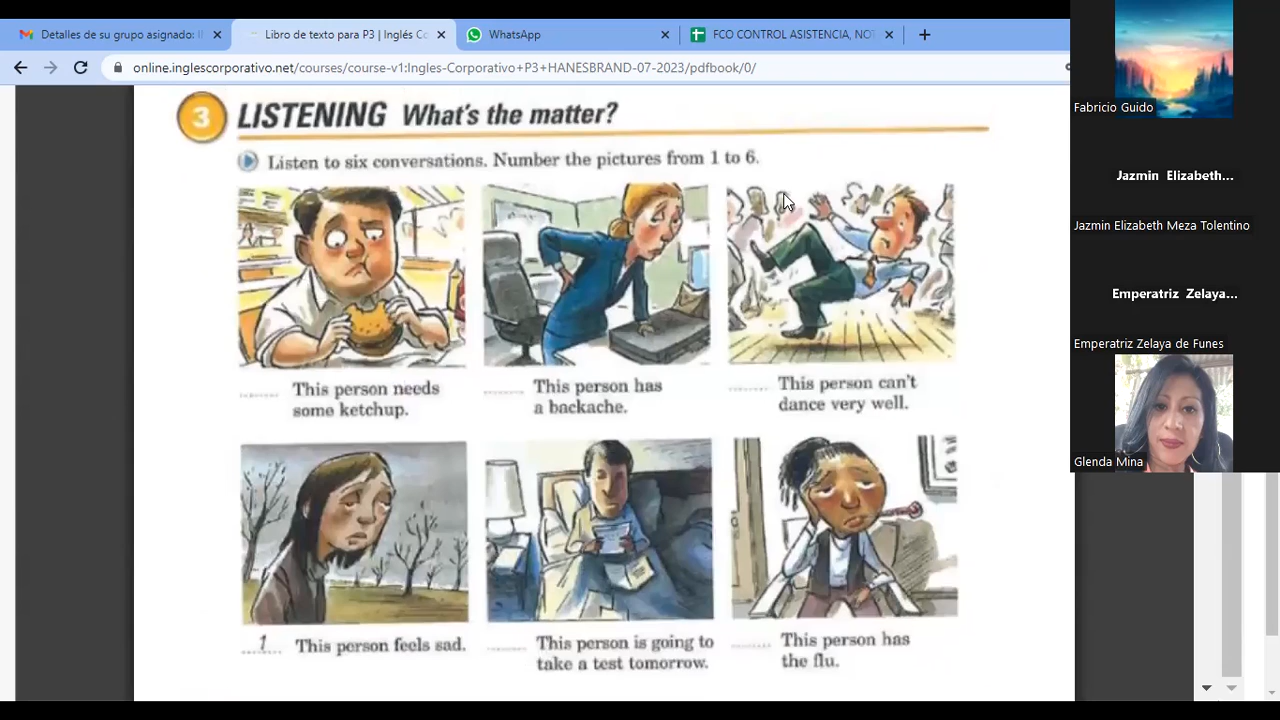 Detalles de su grupo asignado: I
Libro de texto para P3 | Inglés Co
WhatsApp
FCO CONTROL ASISTENCIA, NOT
online.inglescorporativo.net/courses/course-v1:Ingles-Corporativo+P3+HANESBRAND-07-2023/pdfbook/0/
3 LISTENING What's the matter?
Listen to six conversations. Number the pictures from 1 to 6.
This person needs
some ketchup.
This person has
a backache.
This person can't
dance very well.
1 This person feels sad.
This person is going to
take a test tomorrow.
This person has
the flu.
Fabricio Guido
Jazmin Elizabeth...
Jazmin Elizabeth Meza Tolentino
Emperatriz Zelaya...
Emperatriz Zelaya de Funes
Glenda Mina